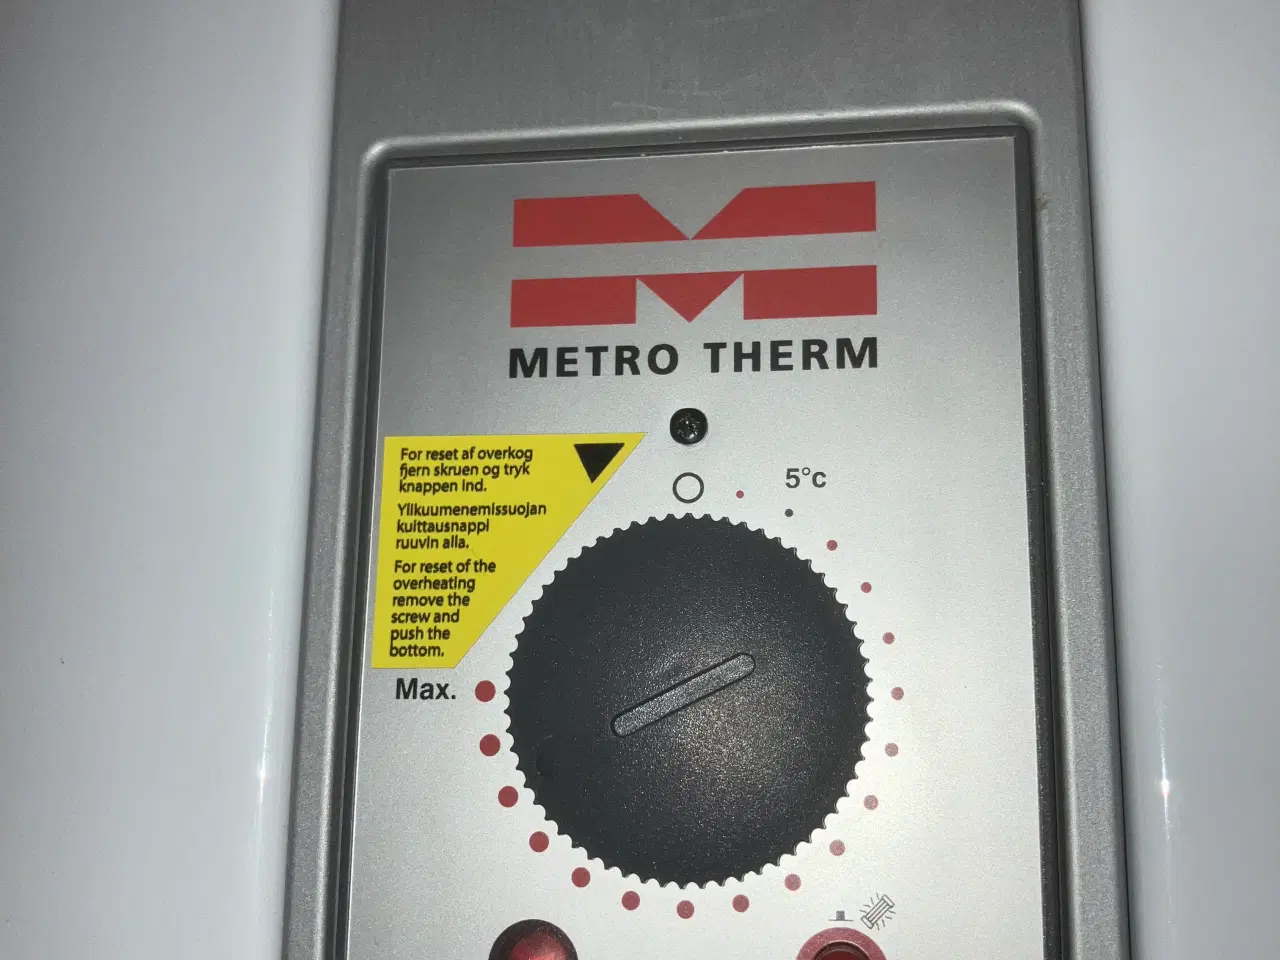 METRO THERM
For reset af overkog
fjern skruen og tryk
knappen ind.
Ylikuumenemissuojan
kuittausnappi
ruuvin alla.
For reset of the
overheating
remove the
screw and
push the
bottom.
5°c
Max.